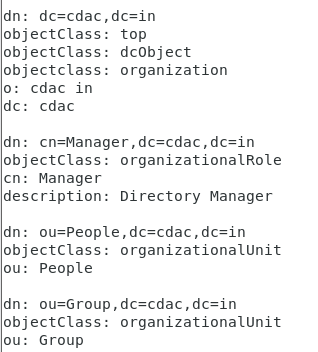 dn: dc=cdac,dc=in
objectClass: top
objectClass: dcObject
objectclass: organization
o: cdac in
dc: cdac

dn: cn=Manager,dc=cdac,dc=in
objectClass: organizationalRole
cn: Manager
description: Directory Manager

dn: ou=People,dc=cdac,dc=in
objectClass: organizationalUnit
ou: People

dn: ou=Group,dc=cdac,dc=in
objectClass: organizationalUnit
ou: Group